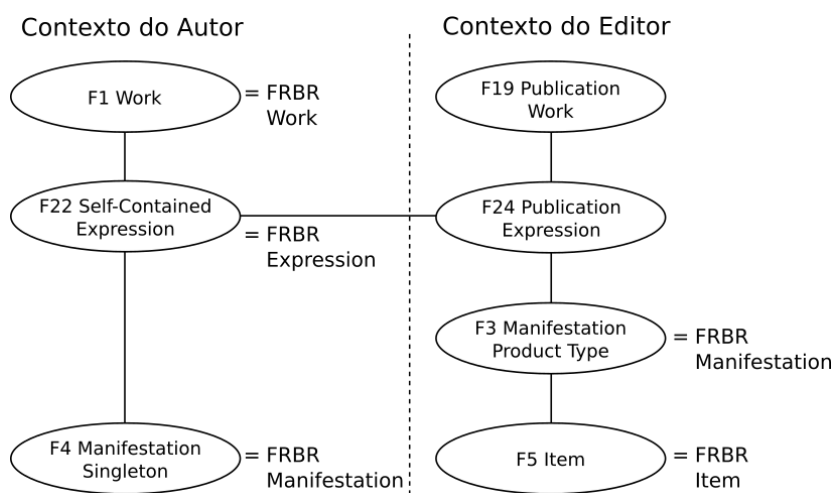 Contexto do Autor
F1 Work
= FRBR
Work
F22 Self-Contained
Expression
= FRBR
Expression
F4 Manifestation
Singleton
= FRBR
Manifestation
Contexto do Editor
F19 Publication
Work
F24 Publication
Expression
F3 Manifestation
Product Type
= FRBR
Manifestation
F5 Item
= FRBR
Item